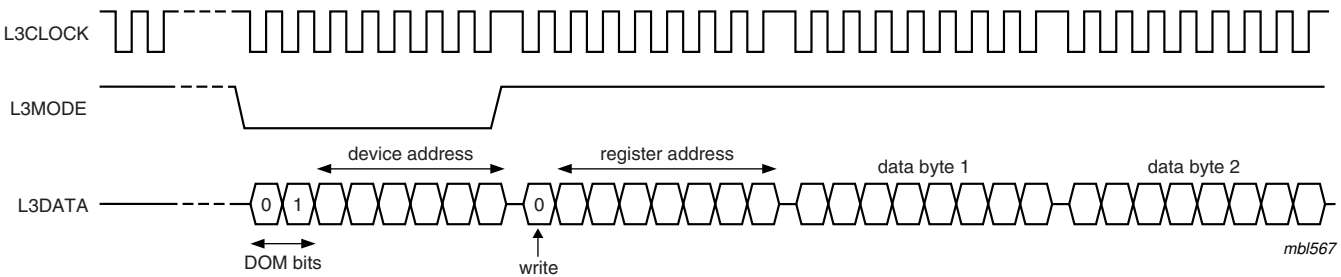 L3CLOCK
L3MODE
device address
register address
data byte 1
data byte 2
L3DATA
0 1
0
DOM bits
write
mbl567